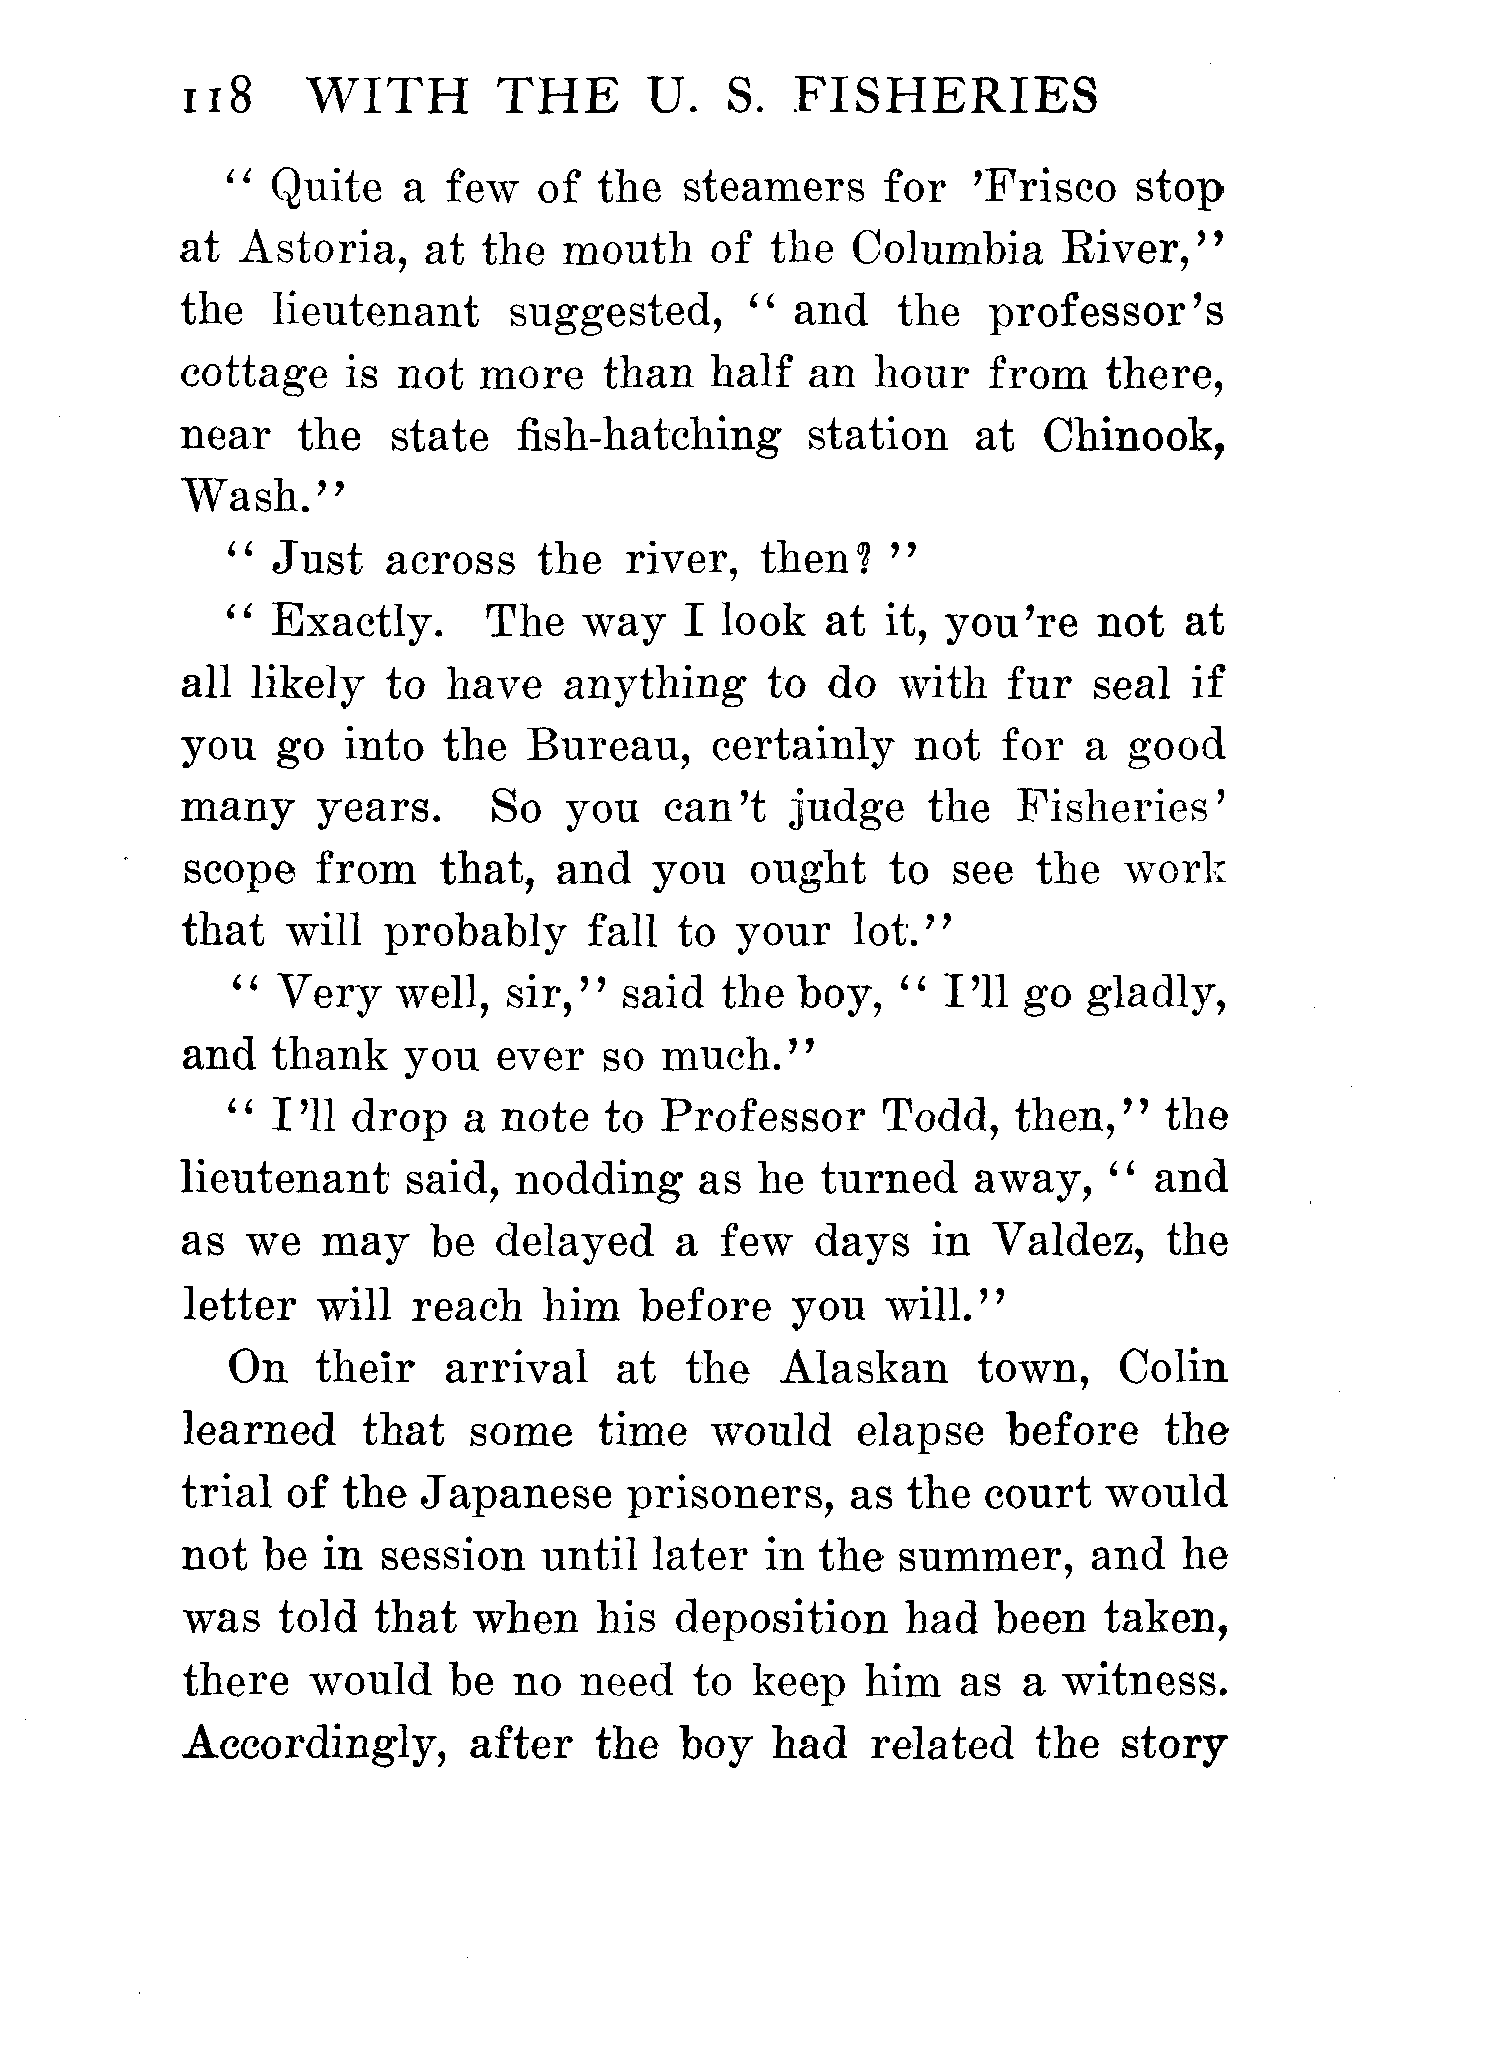 118 WITH THE U. S. FISHERIES
“ Quite a few of the steamers for ’Frisco stop
at Astoria, at the mouth of the Columbia River,”
the lieutenant suggested, “ and the professor’s
cottage is not more than half an hour from there,
near the state fish-hatching station at Chinook,
Wash.”
“ Just across the river, then? ”
“ Exactly. The way I look at it, you’re not at
all likely to have anything to do with fur seal if
you go into the Bureau, certainly not for a good
many years. So you can’t judge the Fisheries’
scope from that, and you ought to see the work
that will probably fall to your lot.”
“ Very well, sir,” said the boy, “ I’ll go gladly,
and thank you ever so much.”
“ I’ll drop a note to Professor Todd, then,” the
lieutenant said, nodding as he turned away, “ and
as we may be delayed a few days in Valdez, the
letter will reach him before you will.”
On their arrival at the Alaskan town, Colin
learned that some time would elapse before the
trial of the Japanese prisoners, as the court would
not be in session until later in the summer, and he
was told that when his deposition had been taken,
there would be no need to keep him as a witness.
Accordingly, after the boy had related the story